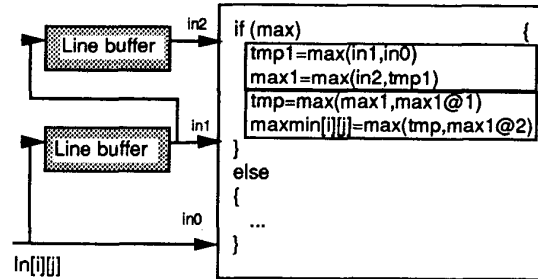 in2
Line buffer
in1
Line buffer
in0
In[i][j]
if (max) {
tmp1=max(in1,in0)
max1=max(in2,tmp1)
tmp=max(max1,max1@1)
maxmin[i][j]=max(tmp,max1@2)
}
else
{
...
}